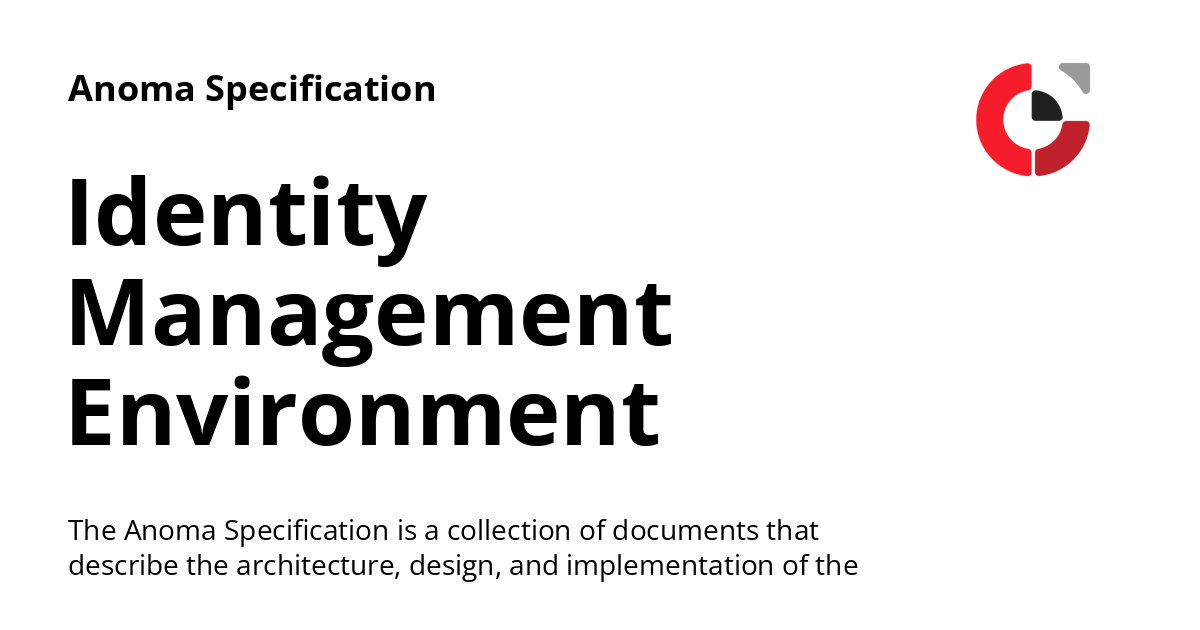 Anoma Specification
Identity
Management
Environment
The Anoma Specification is a collection of documents that
describe the architecture, design, and implementation of the